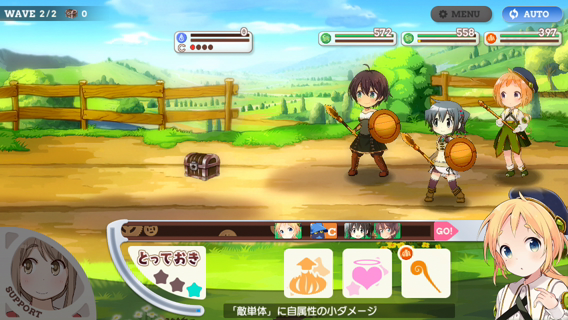 WAVE 2/2 0
MENU
AUTO
0
C
572
558
397
C
GO!
とっておき
SUPPORT
「敵単体」に自属性の小ダメージ